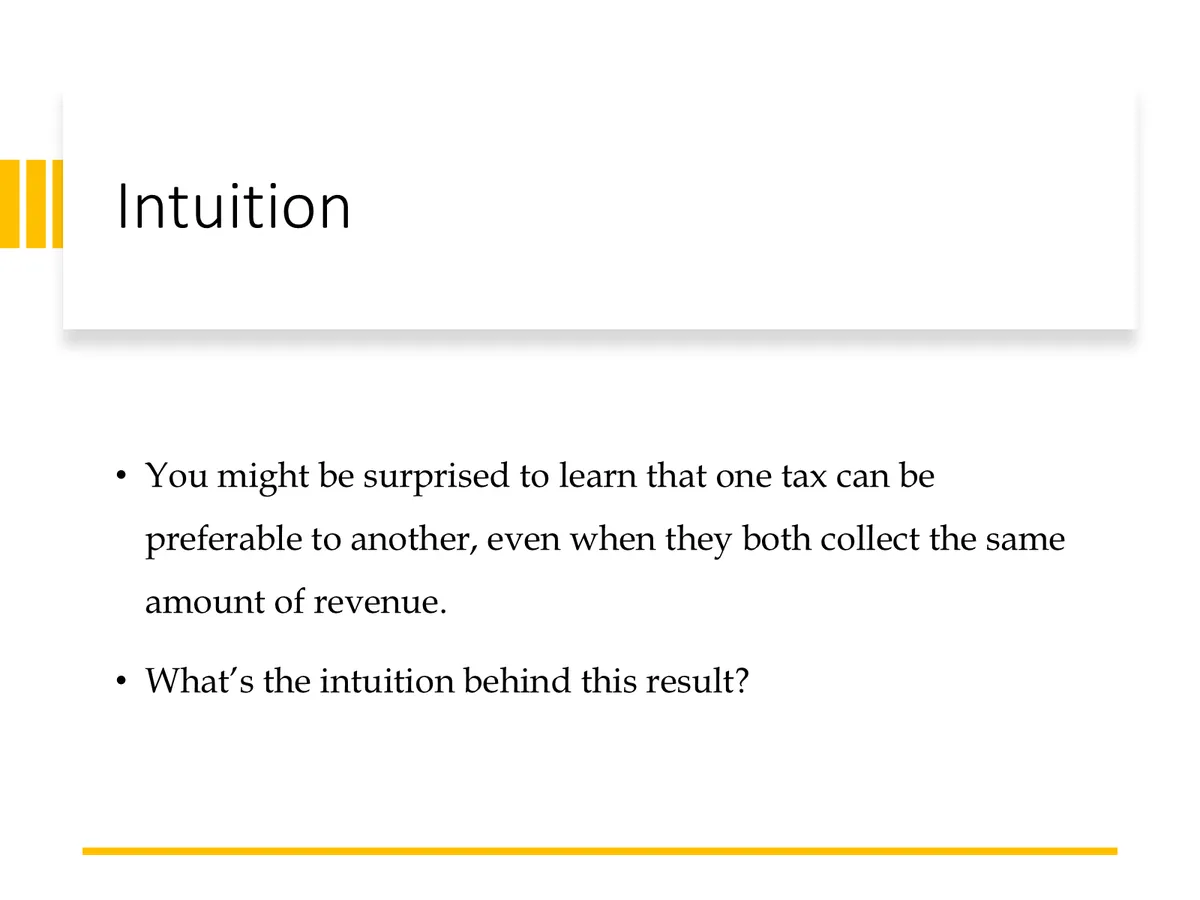 Intuition
• You might be surprised to learn that one tax can be
preferable to another, even when they both collect the same
amount of revenue.
• What’s the intuition behind this result?